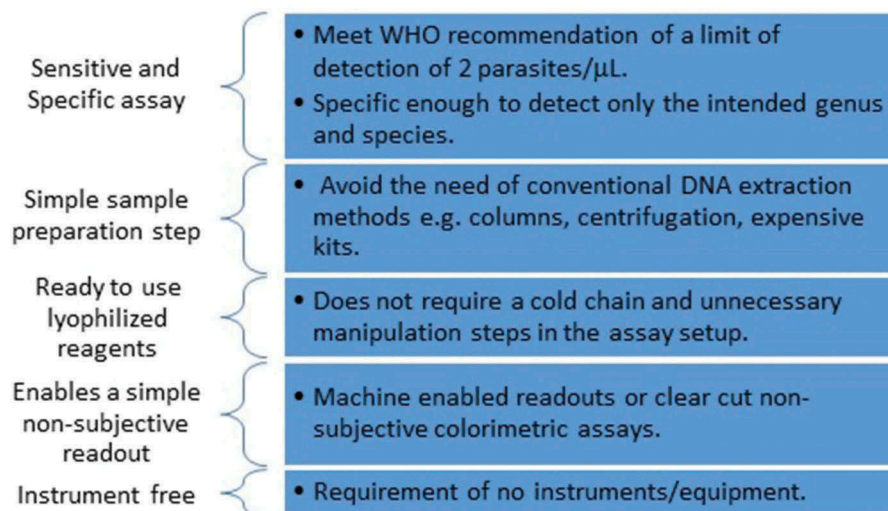 Sensitive and
Specific assay
• Meet WHO recommendation of a limit of
detection of 2 parasites/µL.
• Specific enough to detect only the intended genus
and species.
Simple sample
preparation step
• Avoid the need of conventional DNA extraction
methods e.g. columns, centrifugation, expensive
kits.
Ready to use
lyophilized
reagents
• Does not require a cold chain and unnecessary
manipulation steps in the assay setup.
Enables a simple
non-subjective
readout
• Machine enabled readouts or clear cut non-
subjective colorimetric assays.
Instrument free
• Requirement of no instruments/equipment.